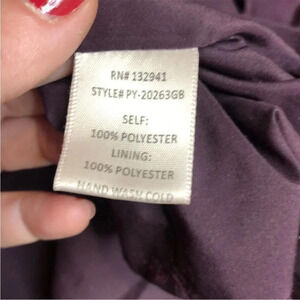 RN# 132941
STYLE# PY-20263GB
SELF:
100% POLYESTER
LINING:
100% POLYESTER
HAND WASH COLD